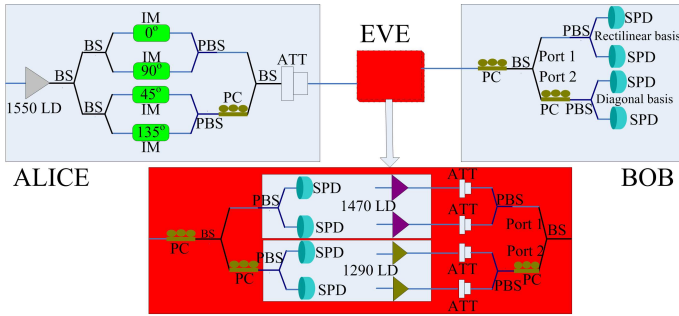 IM
0°
BS
PBS
IM
90°
BS
BS
ATT
1550 LD
BS
45°
IM
PC
PBS
135°
IM
ALICE
EVE
SPD
PBS
Rectilinear basis
BS
Port 1
SPD
PC
Port 2
SPD
PC
PBS
Diagonal basis
SPD
BOB
ATT
PBS
SPD
1470 LD
PBS
SPD
ATT
Port 1
PC
BS
BS
PBS
SPD
Port 2
1290 LD
ATT
PC
SPD
PBS
PC
ATT